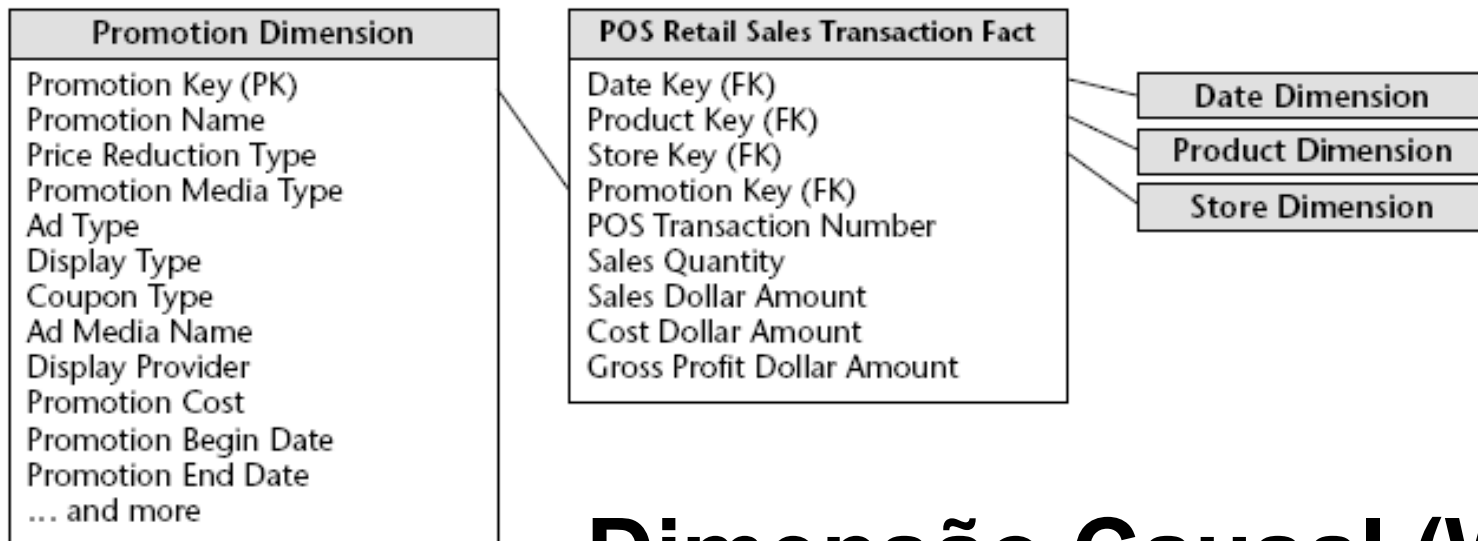 Promotion Dimension
Promotion Key (PK)
Promotion Name
Price Reduction Type
Promotion Media Type
Ad Type
Display Type
Coupon Type
Ad Media Name
Display Provider
Promotion Cost
Promotion Begin Date
Promotion End Date
... and more
POS Retail Sales Transaction Fact
Date Key (FK)
Product Key (FK)
Store Key (FK)
Promotion Key (FK)
POS Transaction Number
Sales Quantity
Sales Dollar Amount
Cost Dollar Amount
Gross Profit Dollar Amount
Date Dimension
Product Dimension
Store Dimension
Dimensão Causal